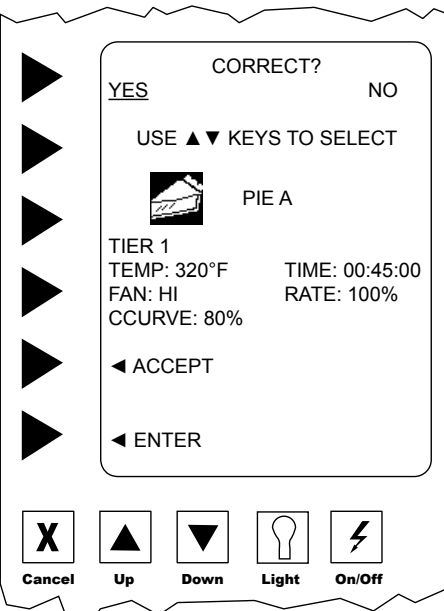 CORRECT?
YES NO
USE ▲▼ KEYS TO SELECT
PIE A
TIER 1
TEMP: 320°F TIME: 00:45:00
FAN: HI RATE: 100%
CCURVE: 80%
◄ ACCEPT
◄ ENTER
X
Cancel Up Down Light On/Off